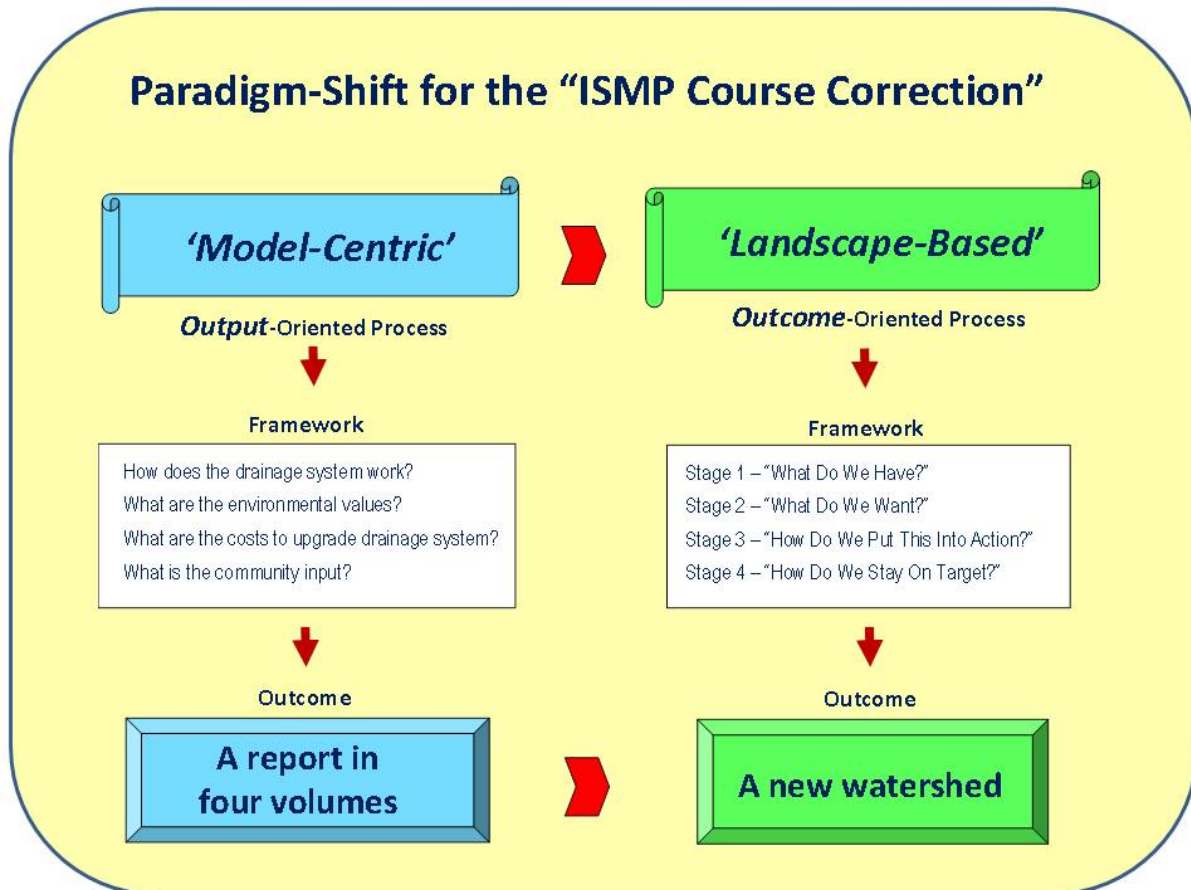 Paradigm-Shift for the “ISMP Course Correction”
‘Model-Centric’
Output-Oriented Process
Framework
How does the drainage system work?
What are the environmental values?
What are the costs to upgrade drainage system?
What is the community input?
Outcome
A report in
four volumes
‘Landscape-Based’
Outcome-Oriented Process
Framework
Stage 1 – “What Do We Have?”
Stage 2 – “What Do We Want?”
Stage 3 – “How Do We Put This Into Action?”
Stage 4 – “How Do We Stay On Target?”
Outcome
A new watershed